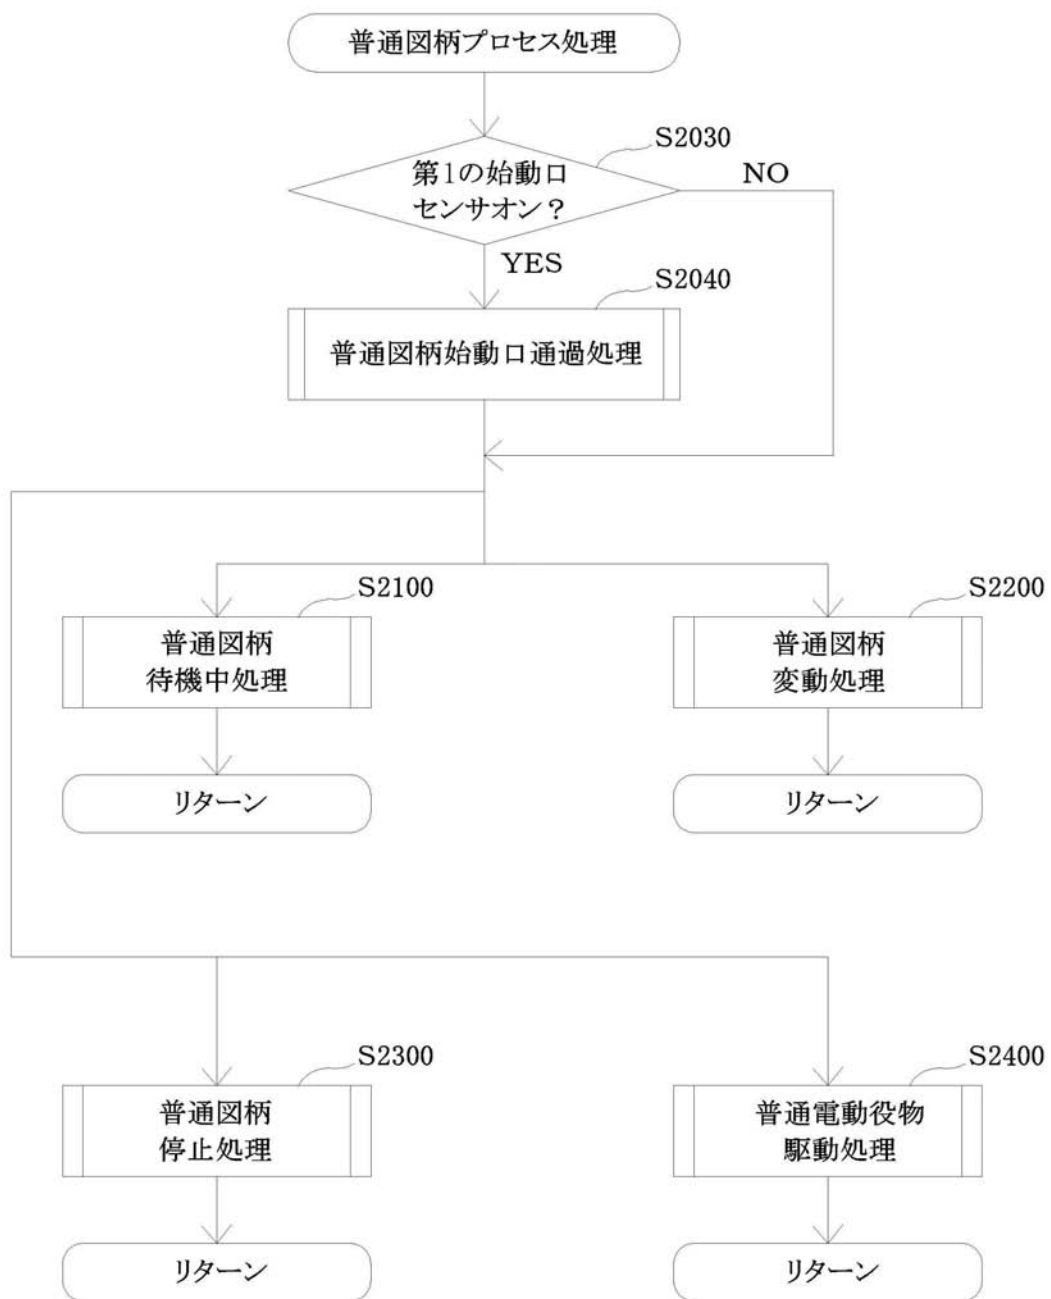 普通図柄プロセス処理
S2030
第1の始動口
センサオン？
NO
YES
S2040
普通図柄始動口通過処理
S2100
S2200
普通図柄
待機中処理
普通図柄
変動処理
リターン
リターン
S2300
S2400
普通図柄
停止処理
普通電動役物
駆動処理
リターン
リターン